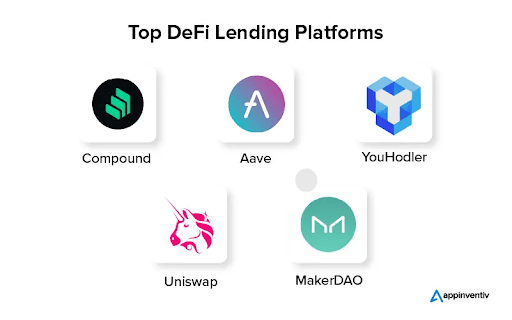 Top DeFi Lending Platforms
Compound
Aave
YouHodler
Uniswap
MakerDAO
appinventiv